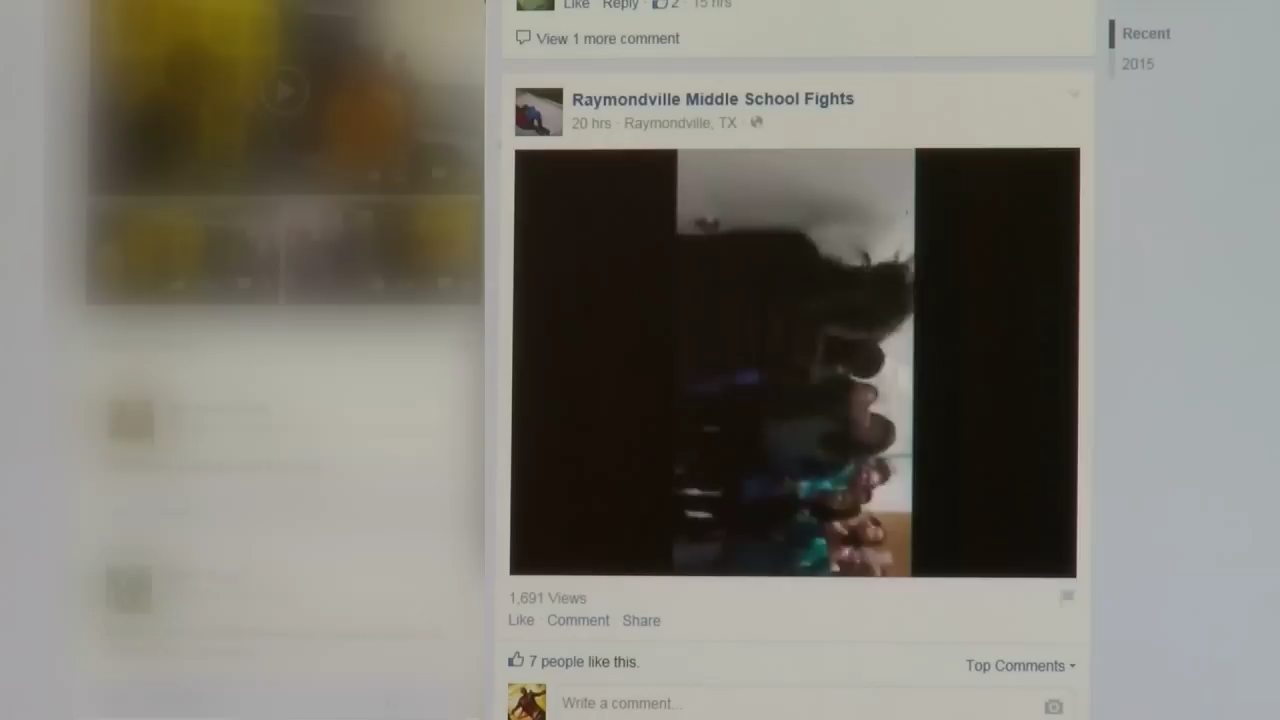 Like Reply · 2 · 15 hrs
View 1 more comment
Raymondville Middle School Fights
20 hrs · Raymondville, TX ·
1,691 Views
Like Comment Share
7 people like this.
Top Comments
Write a comment...
Recent
2015